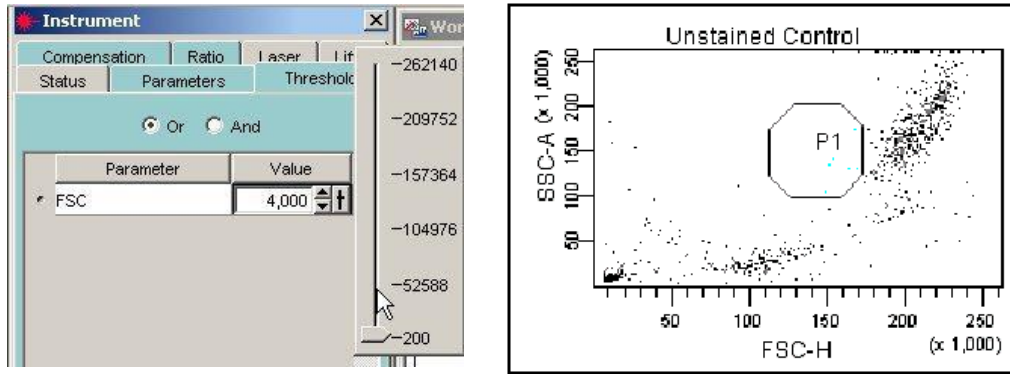 Instrument
Wor
Compensation Ratio Laser Lif
Status Parameters Threshold
Or And
Parameter Value
FSC 4,000
262140
209752
157364
104976
52588
200
Unstained Control
SSC-A (x 1,000)
50 100 150 200 250
P1
50 100 150 200 250
FSC-H (x 1,000)